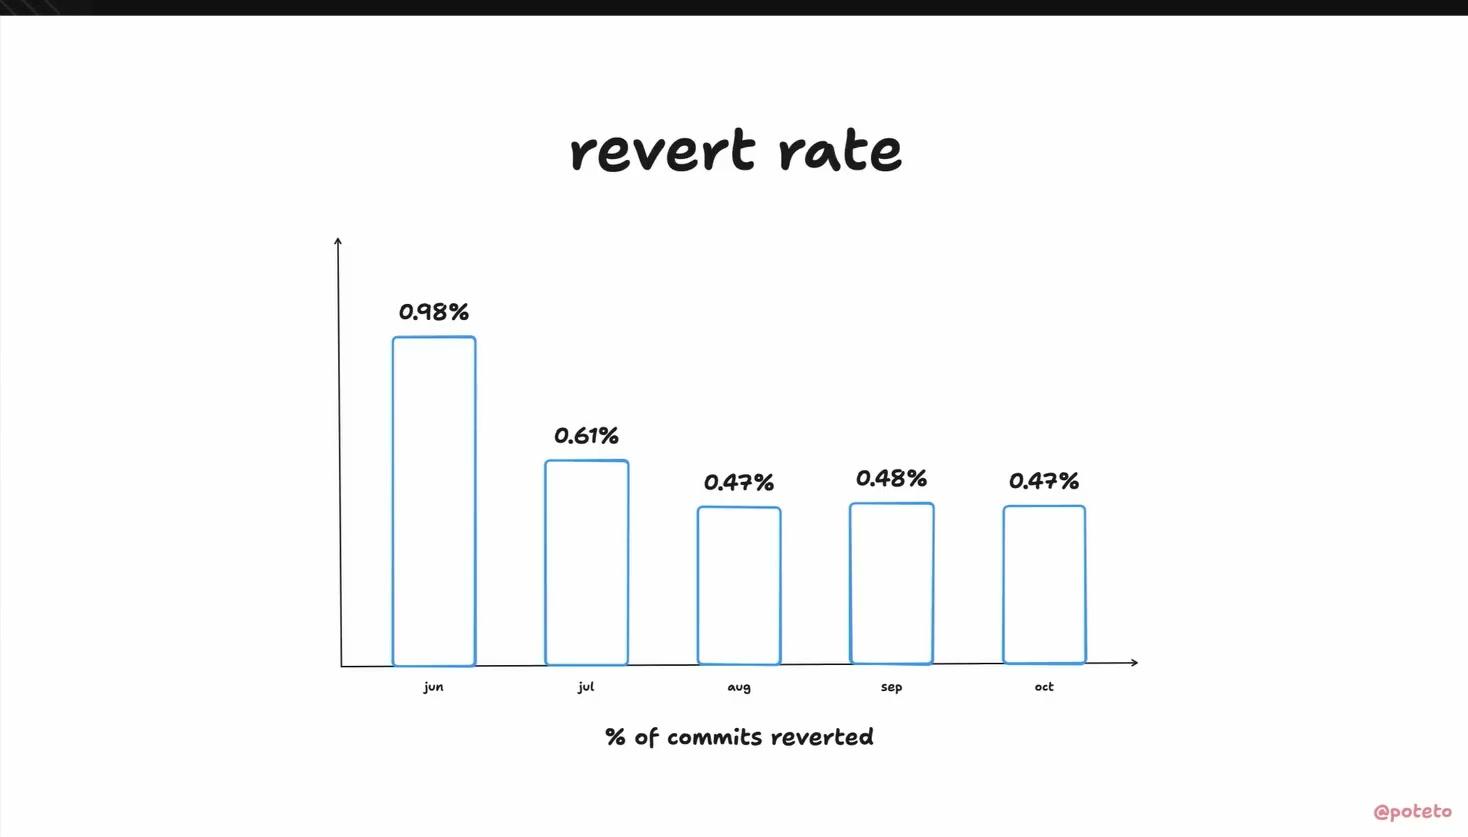 revert rate
0.98%
0.61%
0.47%
0.48%
0.47%
jun
jul
aug
sep
oct
% of commits reverted
@poteto